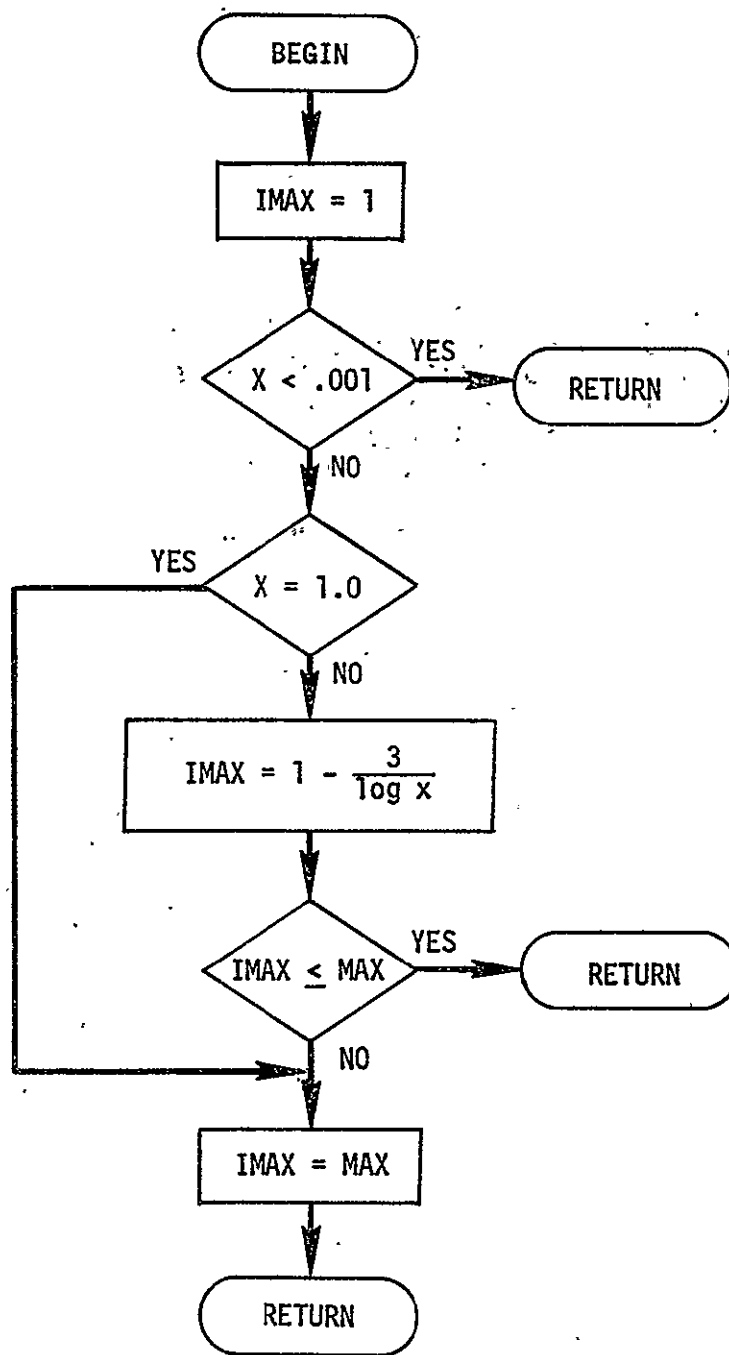 BEGIN
IMAX = 1
X < .001
YES
RETURN
NO
X = 1.0
YES
NO
IMAX = 1 - 3/log x
IMAX ≤ MAX
YES
RETURN
NO
IMAX = MAX
RETURN